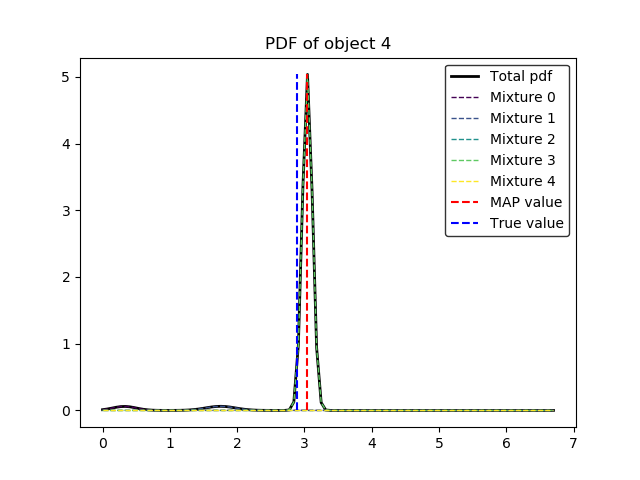 PDF of object 4
5
4
3
2
1
0
0 1 2 3 4 5 6 7
Total pdf
Mixture 0
Mixture 1
Mixture 2
Mixture 3
Mixture 4
MAP value
True value